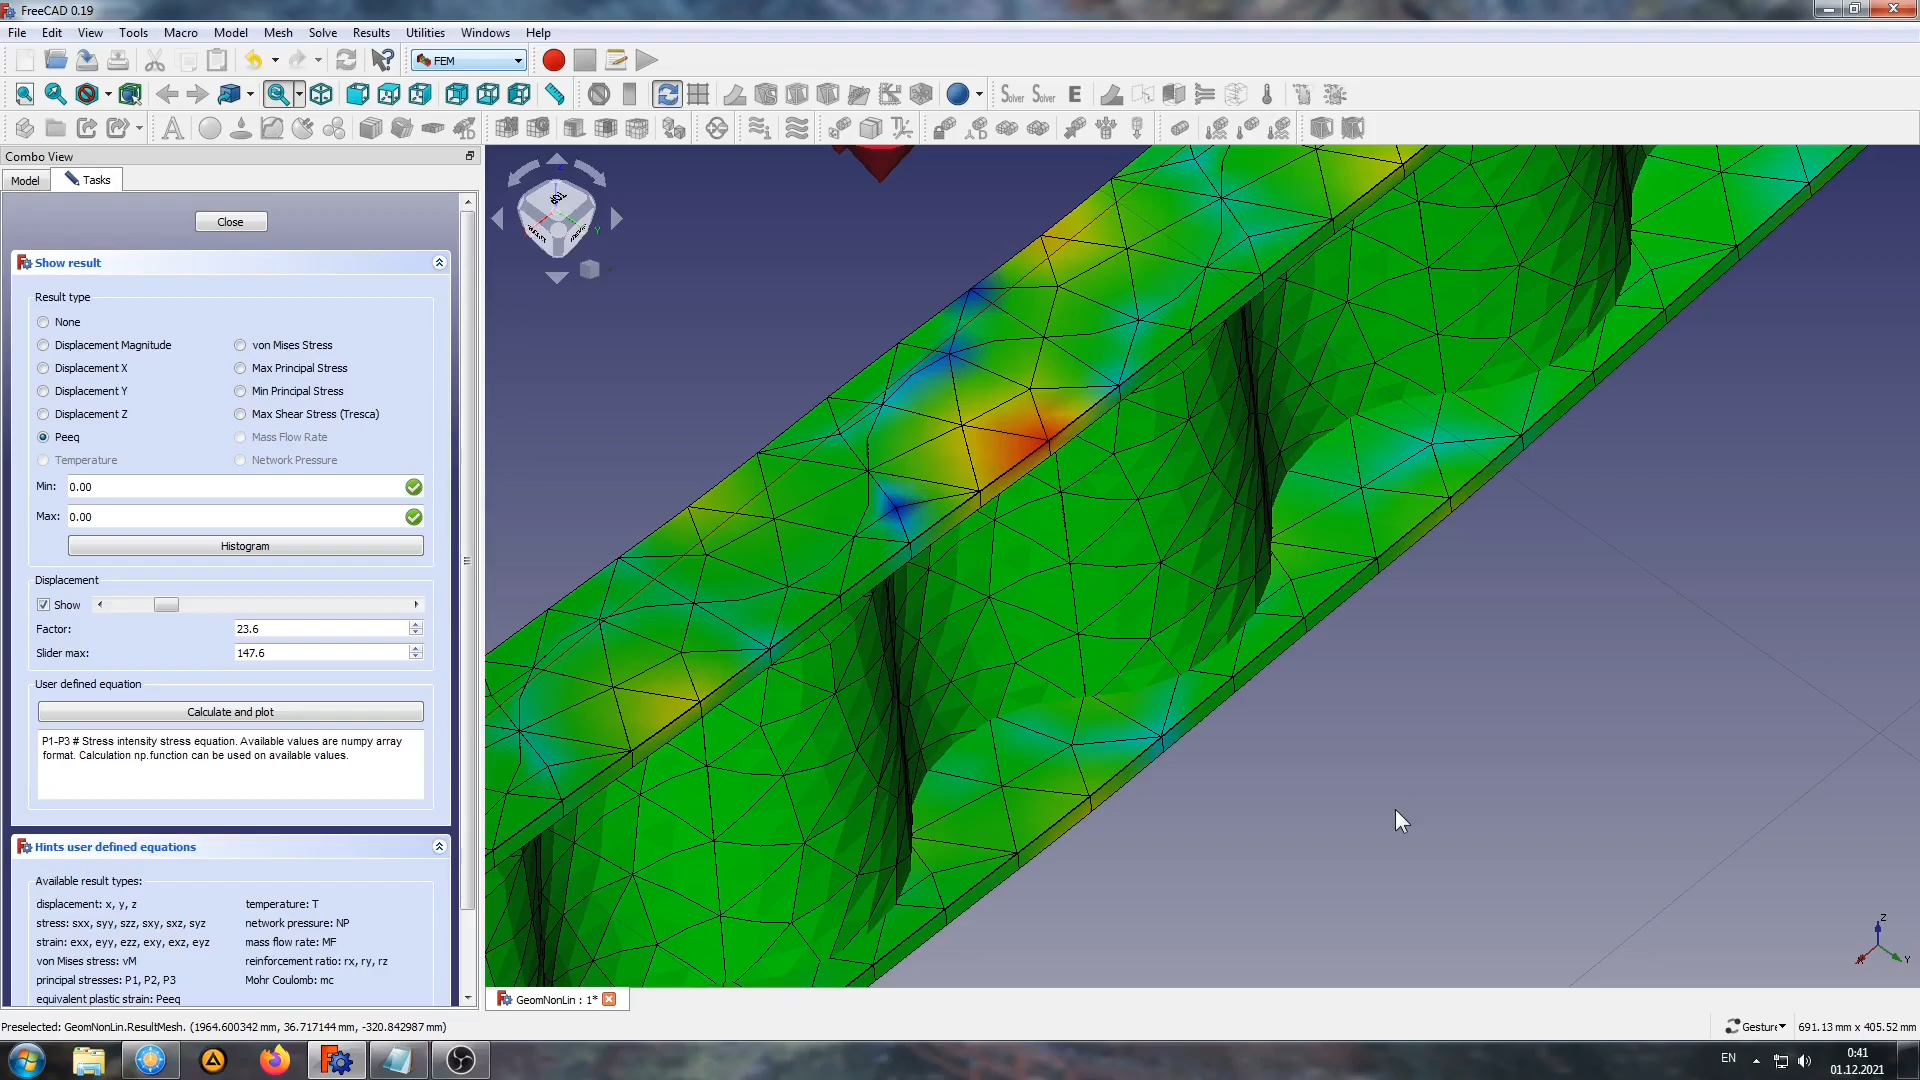 FreeCAD 0.19
File Edit View Tools Macro Model Mesh Solve Results Utilities Windows Help
FEM
Solver Solver E
Combo View
Model Tasks
Close
Show result
Result type
None
Displacement Magnitude von Mises Stress
Displacement X Max Principal Stress
Displacement Y Min Principal Stress
Displacement Z Max Shear Stress (Tresca)
Peeq Mass Flow Rate
Temperature Network Pressure
Min: 0.00
Max: 0.00
Histogram
Displacement
Show
Factor: 23.6
Slider max: 147.6
User defined equation
Calculate and plot
P1-P3 # Stress intensity stress equation. Available values are numpy array
format. Calculation np.function can be used on available values.
Hints user defined equations
Available result types:
displacement: x, y, z temperature: T
stress: sxx, syy, szz, sxy, sxz, syz network pressure: NP
strain: exx, eyy, ezz, exy, exz, eyz mass flow rate: MF
von Mises stress: vM reinforcement ratio: rx, ry, rz
principal stresses: P1, P2, P3 Mohr Coulomb: mc
equivalent plastic strain: Peeq
TOP
Y
Z
X Y
GeomNonLin : 1*
Preselected: GeomNonLin.ResultMesh. (1964.600342 mm, 36.717144 mm, -320.842987 mm)
Gesture 691.13 mm x 405.52 mm
EN 0:41
01.12.2021